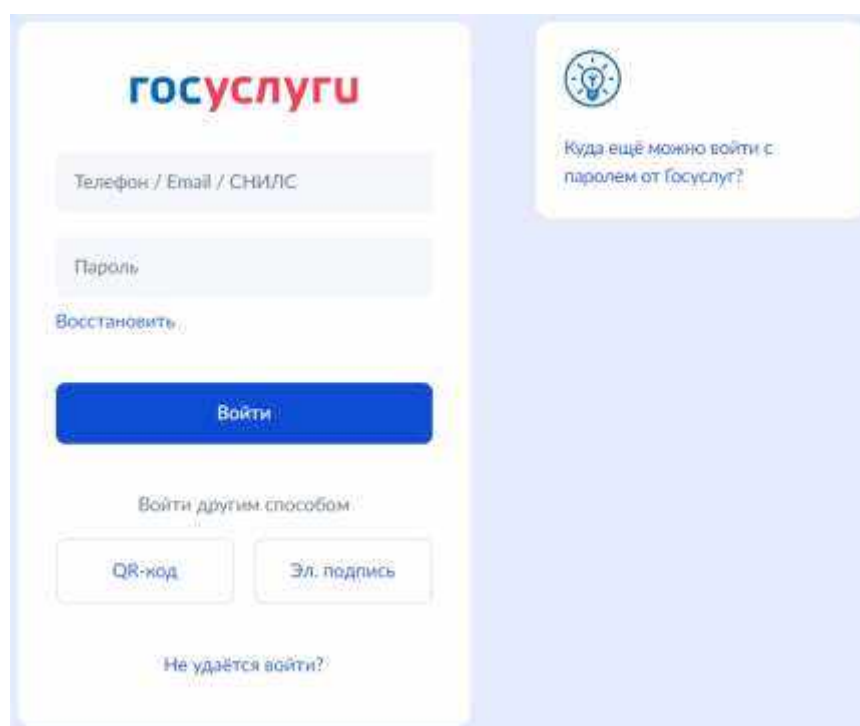 госуслуги
Телефон / Email / СНИЛС
Пароль
Восстановить
Войти
Войти другим способом
QR-код
Эл. подпись
Не удаётся войти?
Куда ещё можно войти с
паролем от Госуслуг?